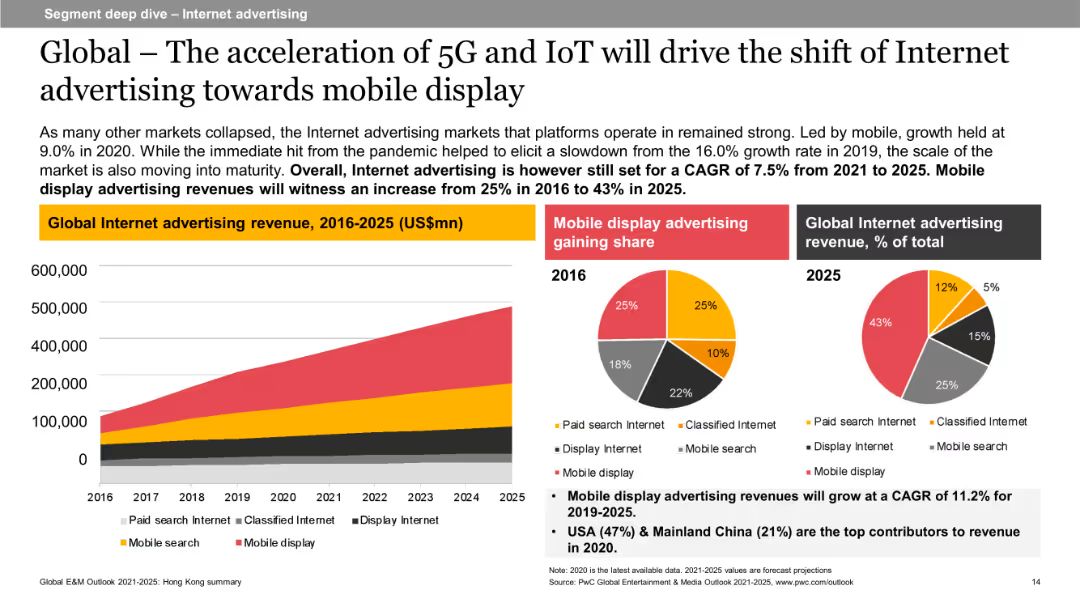 Segment deep dive – Internet advertising
Global – The acceleration of 5G and IoT will drive the shift of Internet
advertising towards mobile display
As many other markets collapsed, the Internet advertising markets that platforms operate in remained strong. Led by mobile, growth held at
9.0% in 2020. While the immediate hit from the pandemic helped to elicit a slowdown from the 16.0% growth rate in 2019, the scale of the
market is also moving into maturity. Overall, Internet advertising is however still set for a CAGR of 7.5% from 2021 to 2025. Mobile
display advertising revenues will witness an increase from 25% in 2016 to 43% in 2025.
Global Internet advertising revenue, 2016-2025 (US$mn)
600,000
500,000
400,000
200,000
100,000
0
2016 2017 2018 2019 2020 2021 2022 2023 2024 2025
Paid search Internet Classified Internet Display Internet
Mobile search Mobile display
Mobile display advertising
gaining share
2016
25%
25%
10%
22%
18%
Paid search Internet Classified Internet
Display Internet Mobile search
Mobile display
Global Internet advertising
revenue, % of total
2025
12%
5%
15%
25%
43%
Paid search Internet Classified Internet
Display Internet Mobile search
Mobile display
• Mobile display advertising revenues will grow at a CAGR of 11.2% for
2019-2025.
• USA (47%) & Mainland China (21%) are the top contributors to revenue
in 2020.
Note: 2020 is the latest available data. 2021-2025 values are forecast projections
Global E&M Outlook 2021-2025: Hong Kong summary
Source: PwC Global Entertainment & Media Outlook 2021-2025, www.pwc.com/outlook
14